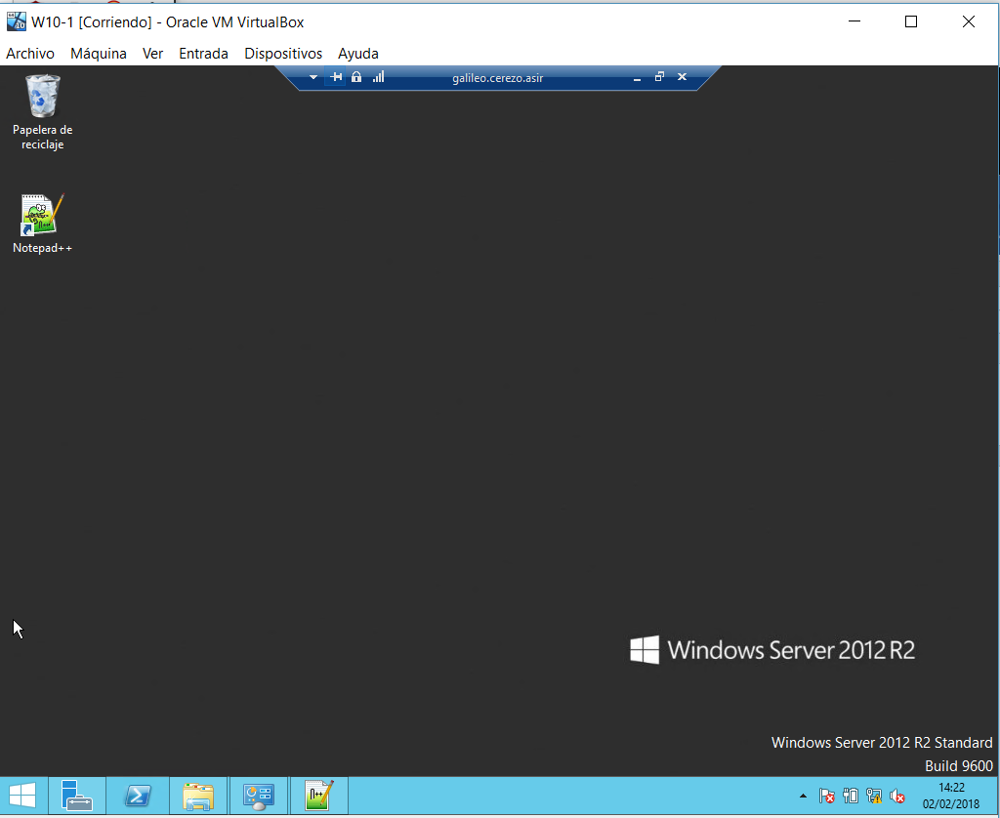 W10-1 [Corriendo] - Oracle VM VirtualBox
Archivo Máquina Ver Entrada Dispositivos Ayuda
galileo.cerezo.asir
Papelera de
reciclaje
Notepad++
Windows Server 2012 R2
Windows Server 2012 R2 Standard
Build 9600
14:22
02/02/2018